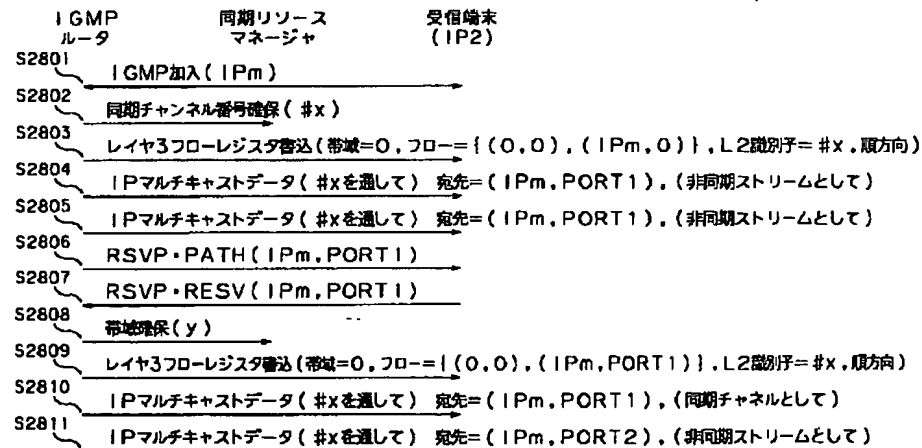 IGMP ルータ 同期リソース マネージャ 受信端末 (IP2)
S2801
IGMP加入(IPm)
S2802
同期チャンネル番号確保(#x)
S2803
レイヤ3フローレジスタ書込(帯域=0,フロー={(0,0),(IPm,0)},L2識別子=#x,順方向)
S2804
IPマルチキャストデータ(#xを通して) 宛先=(IPm,PORT1),(非同期ストリームとして)
S2805
IPマルチキャストデータ(#xを通して) 宛先=(IPm,PORT1),(非同期ストリームとして)
S2806
RSVP・PATH(IPm,PORT1)
S2807
RSVP・RESV(IPm,PORT1)
S2808
帯域確保(y)
S2809
レイヤ3フローレジスタ書込(帯域=0,フロー={(0,0),(IPm,PORT1)},L2識別子=#x,順方向)
S2810
IPマルチキャストデータ(#xを通して) 宛先=(IPm,PORT1),(同期チャネルとして)
S2811
IPマルチキャストデータ(#xを通して) 宛先=(IPm,PORT2),(非同期ストリームとして)